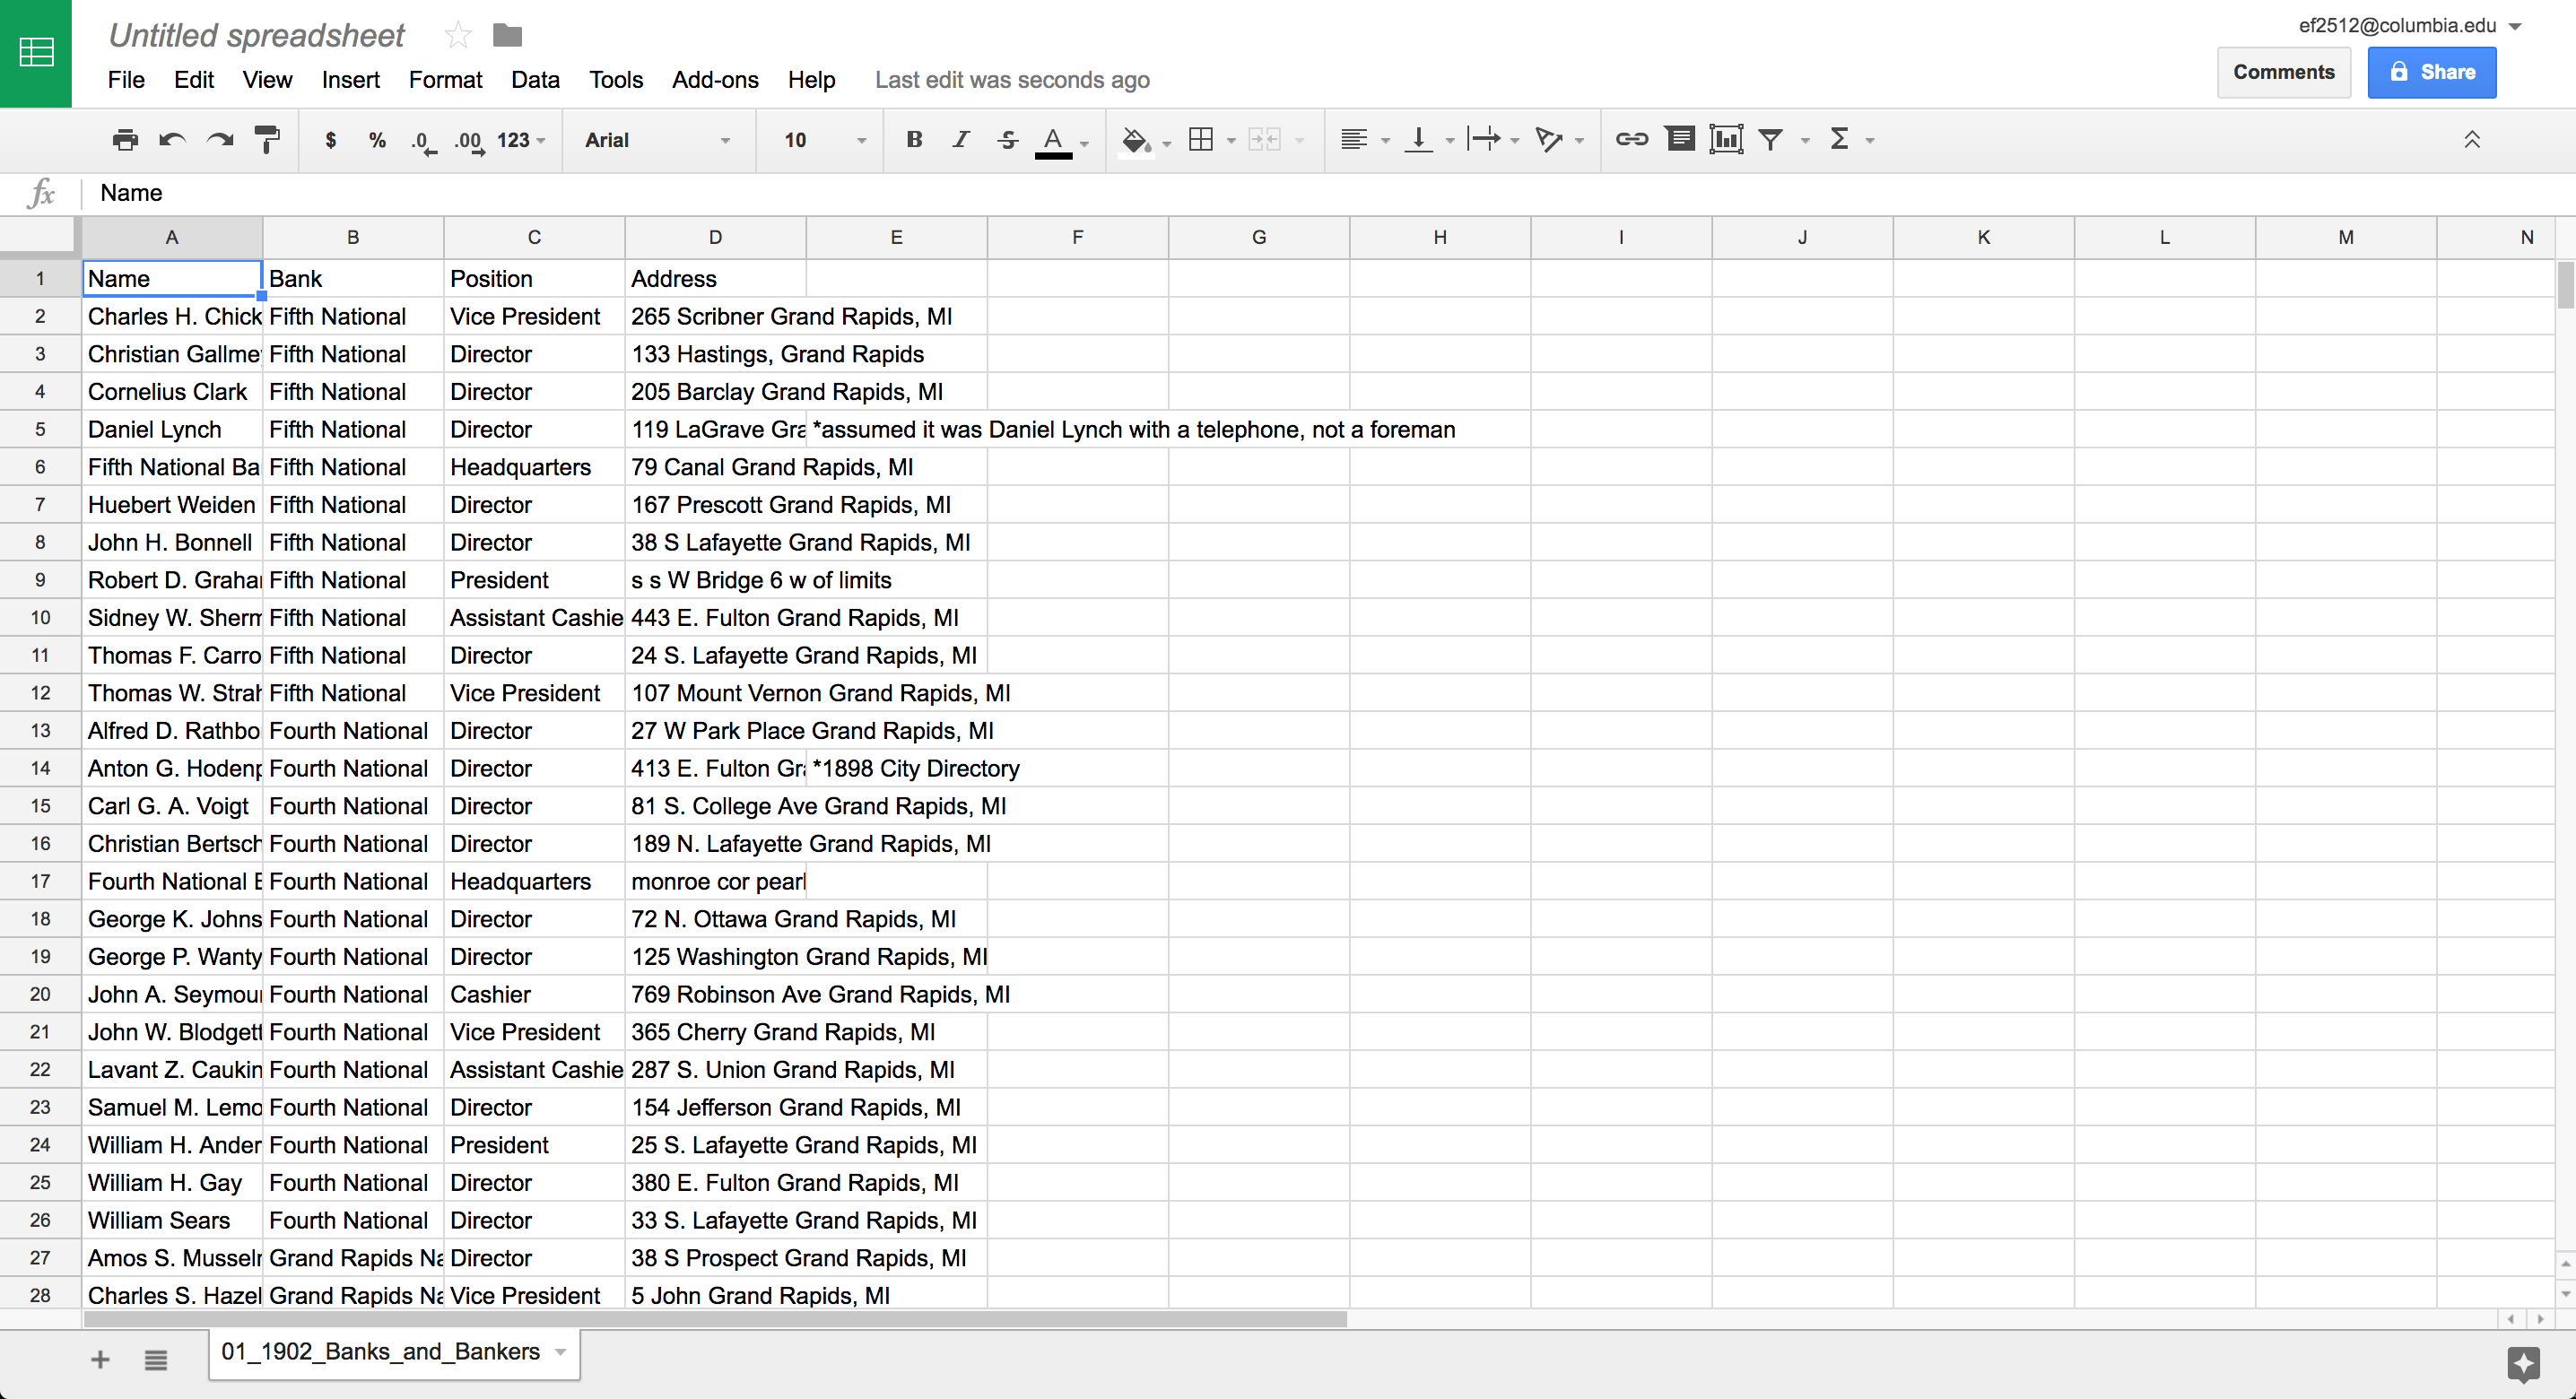 Untitled spreadsheet
ef2512@columbia.edu
File Edit View Insert Format Data Tools Add-ons Help Last edit was seconds ago
Comments Share
$ % .0 .00 123 Arial 10 B I S A Σ
fx Name
A B C D E F G H I J K L M N
1 Name Bank Position Address
2 Charles H. Chick Fifth National Vice President 265 Scribner Grand Rapids, MI
3 Christian Gallme Fifth National Director 133 Hastings, Grand Rapids
4 Cornelius Clark Fifth National Director 205 Barclay Grand Rapids, MI
5 Daniel Lynch Fifth National Director 119 LaGrave Gra *assumed it was Daniel Lynch with a telephone, not a foreman
6 Fifth National Ba Fifth National Headquarters 79 Canal Grand Rapids, MI
7 Huebert Weiden Fifth National Director 167 Prescott Grand Rapids, MI
8 John H. Bonnell Fifth National Director 38 S Lafayette Grand Rapids, MI
9 Robert D. Graha Fifth National President s s W Bridge 6 w of limits
10 Sidney W. Sherm Fifth National Assistant Cashie 443 E. Fulton Grand Rapids, MI
11 Thomas F. Carro Fifth National Director 24 S. Lafayette Grand Rapids, MI
12 Thomas W. Strah Fifth National Vice President 107 Mount Vernon Grand Rapids, MI
13 Alfred D. Rathbo Fourth National Director 27 W Park Place Grand Rapids, MI
14 Anton G. Hodenp Fourth National Director 413 E. Fulton Gra *1898 City Directory
15 Carl G. A. Voigt Fourth National Director 81 S. College Ave Grand Rapids, MI
16 Christian Bertsch Fourth National Director 189 N. Lafayette Grand Rapids, MI
17 Fourth National B Fourth National Headquarters monroe cor pearl
18 George K. Johns Fourth National Director 72 N. Ottawa Grand Rapids, MI
19 George P. Wanty Fourth National Director 125 Washington Grand Rapids, MI
20 John A. Seymou Fourth National Cashier 769 Robinson Ave Grand Rapids, MI
21 John W. Blodgett Fourth National Vice President 365 Cherry Grand Rapids, MI
22 Lavant Z. Caukin Fourth National Assistant Cashie 287 S. Union Grand Rapids, MI
23 Samuel M. Lemo Fourth National Director 154 Jefferson Grand Rapids, MI
24 William H. Ander Fourth National President 25 S. Lafayette Grand Rapids, MI
25 William H. Gay Fourth National Director 380 E. Fulton Grand Rapids, MI
26 William Sears Fourth National Director 33 S. Lafayette Grand Rapids, MI
27 Amos S. Musselr Grand Rapids Na Director 38 S Prospect Grand Rapids, MI
28 Charles S. Hazel Grand Rapids Na Vice President 5 John Grand Rapids, MI
01_1902_Banks_and_Bankers